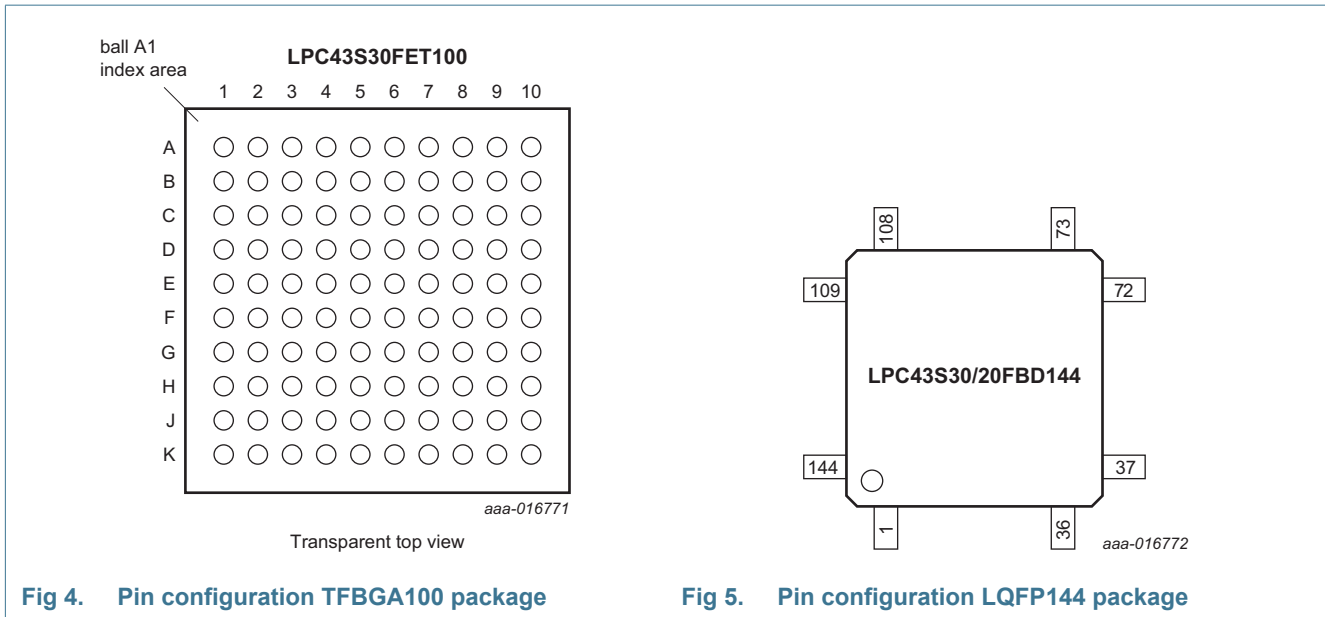 ball A1
index area
LPC43S30FET100
1 2 3 4 5 6 7 8 9 10
A
B
C
D
E
F
G
H
J
K
aaa-016771
Transparent top view
Fig 4. Pin configuration TFBGA100 package
108 73
109 72
LPC43S30/20FBD144
144 37
1 36
aaa-016772
Fig 5. Pin configuration LQFP144 package